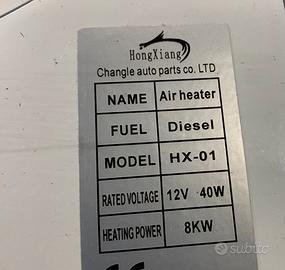 HongXiang
Changle auto parts co. LTD
NAME Air heater
FUEL Diesel
MODEL HX-01
RATED VOLTAGE 12V 40W
HEATING POWER 8KW
subito